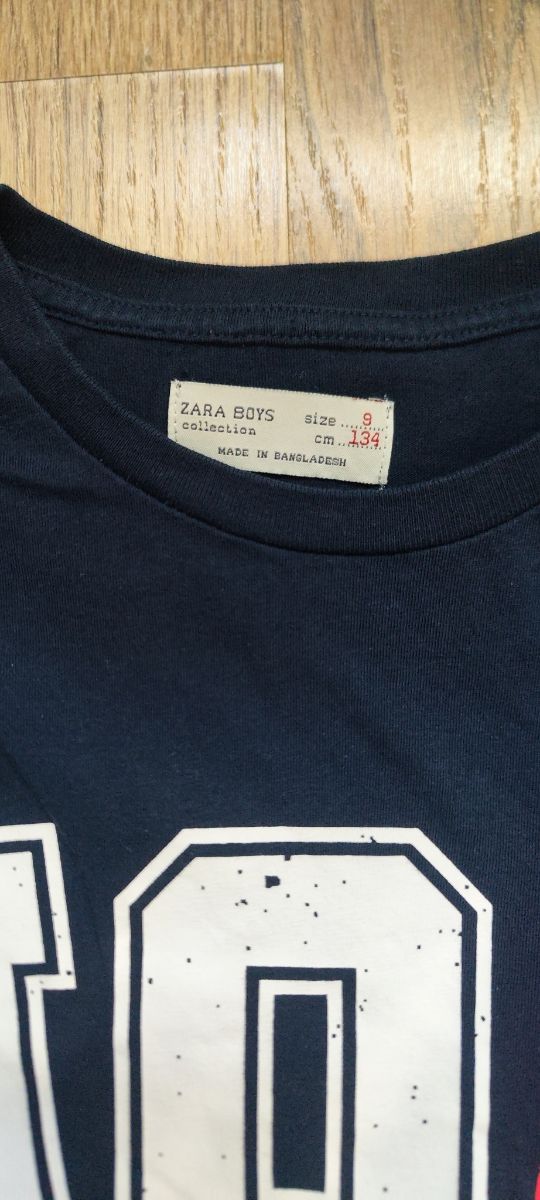 ZARA BOYS size 9
collection cm 134
MADE IN BANGLADESH